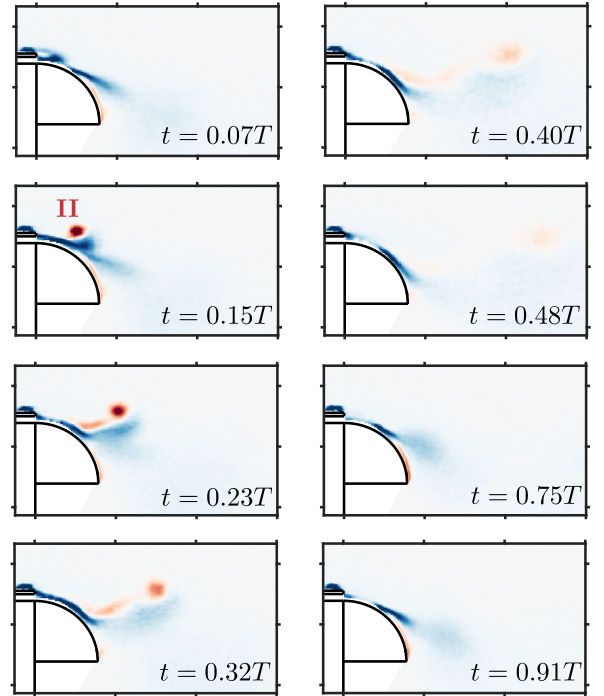 t = 0.07T
II
t = 0.15T
t = 0.23T
t = 0.32T
t = 0.40T
t = 0.48T
t = 0.75T
t = 0.91T